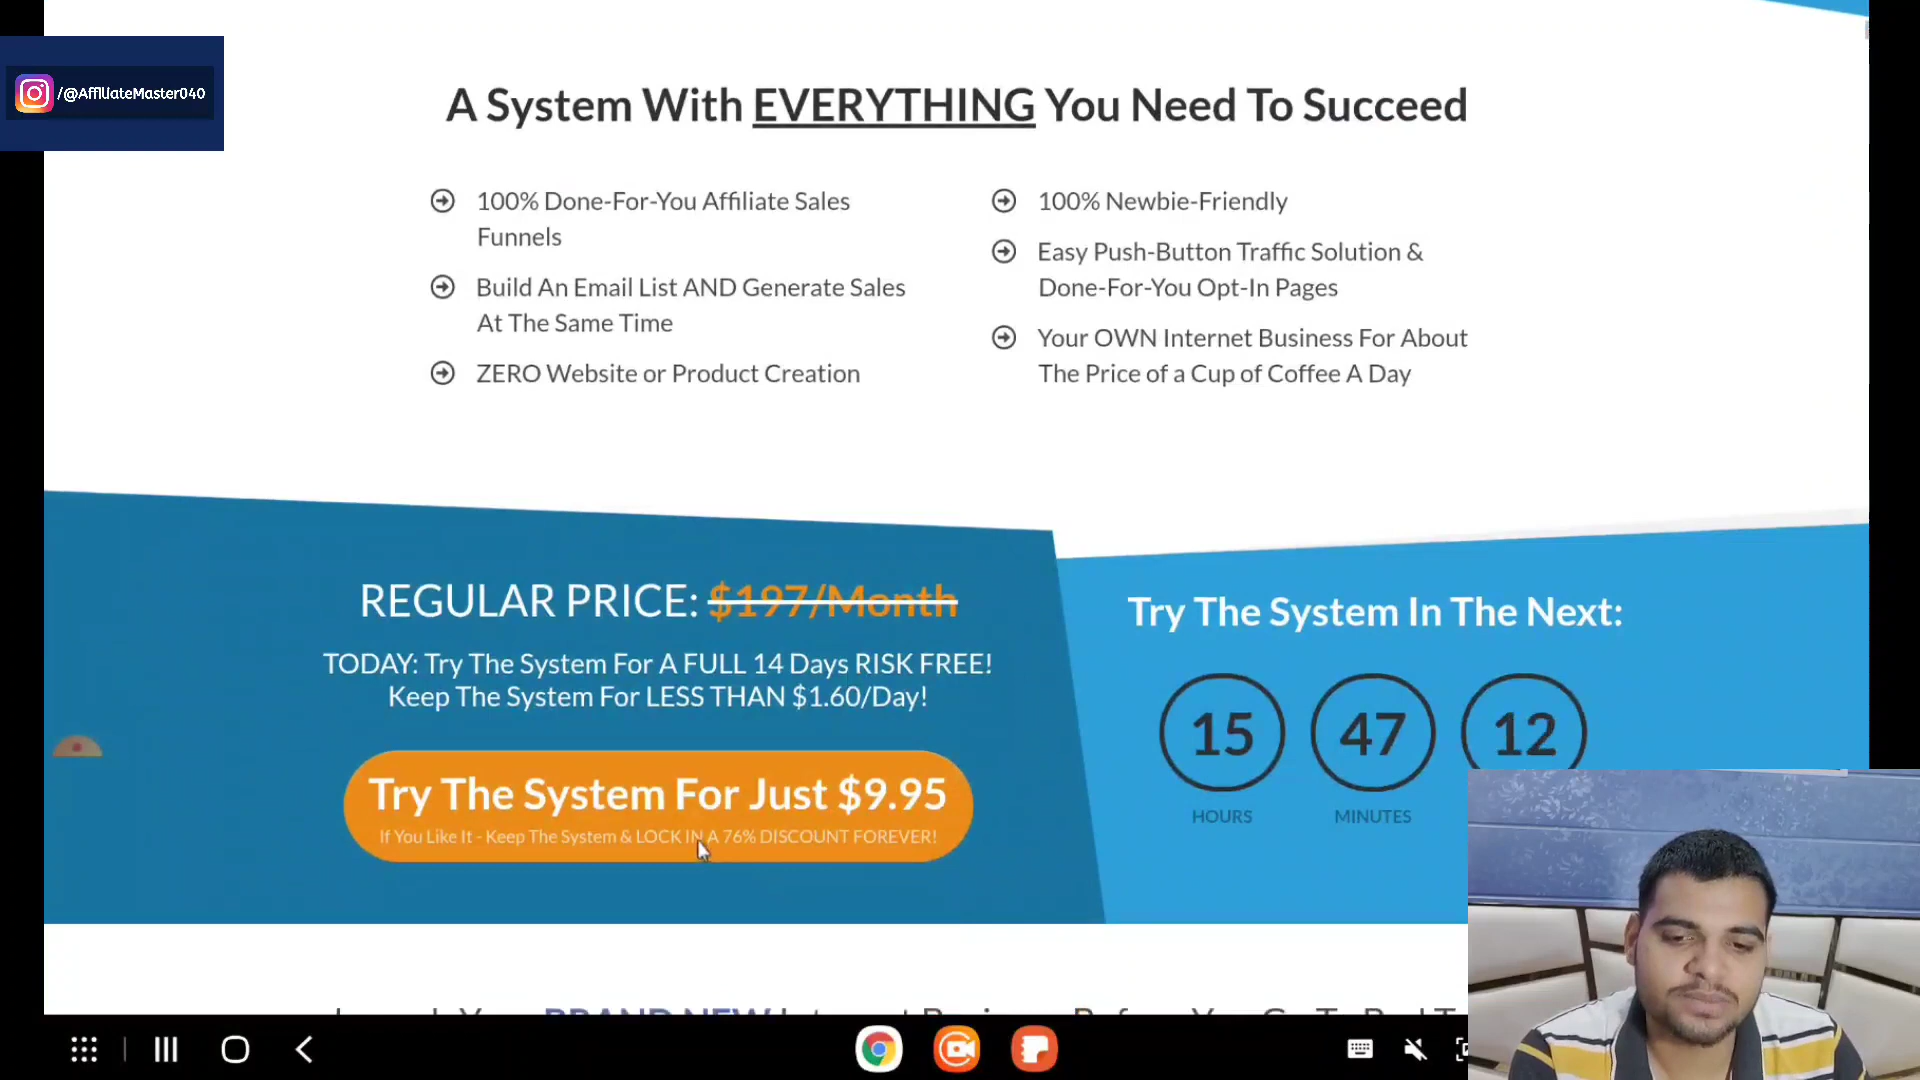 /@AffiliateMaster040
A System With EVERYTHING You Need To Succeed
100% Done-For-You Affiliate Sales
Funnels
Build An Email List AND Generate Sales
At The Same Time
ZERO Website or Product Creation
100% Newbie-Friendly
Easy Push-Button Traffic Solution &
Done-For-You Opt-In Pages
Your OWN Internet Business For About
The Price of a Cup of Coffee A Day
REGULAR PRICE: $197/Month
TODAY: Try The System For A FULL 14 Days RISK FREE!
Keep The System For LESS THAN $1.60/Day!
Try The System For Just $9.95
If You Like It - Keep The System & LOCK IN A 76% DISCOUNT FOREVER!
Try The System In The Next:
15 47 12
HOURS MINUTES